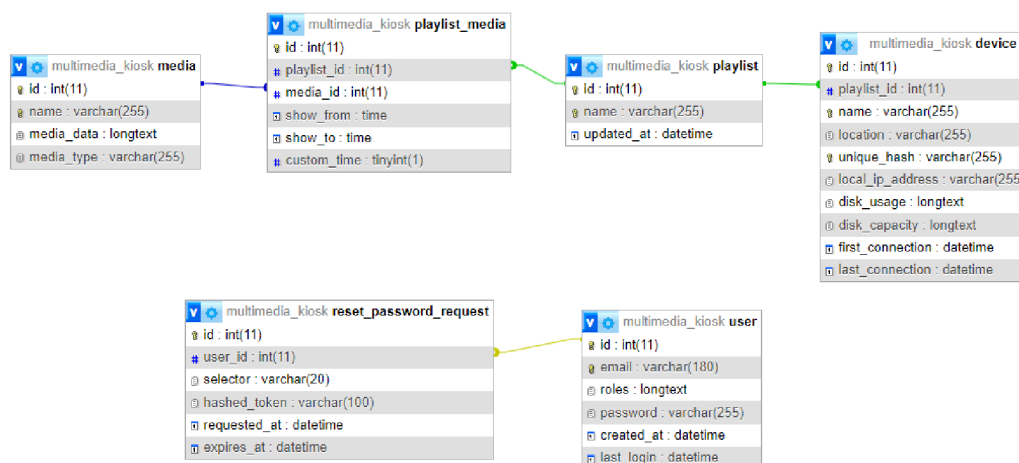 multimedia_kiosk media
id : int(11)
name : varchar(255)
media_data : longtext
media_type : varchar(255)
multimedia_kiosk playlist_media
id : int(11)
playlist_id : int(11)
media_id : int(11)
show_from : time
show_to : time
custom_time : tinyint(1)
multimedia_kiosk playlist
id : int(11)
name : varchar(255)
updated_at : datetime
multimedia_kiosk device
id : int(11)
playlist_id : int(11)
name : varchar(255)
location : varchar(255)
unique_hash : varchar(255)
local_ip_address : varchar(255
disk_usage : longtext
disk_capacity : longtext
first_connection : datetime
last_connection : datetime
multimedia_kiosk reset_password_request
id : int(11)
user_id : int(11)
selector : varchar(20)
hashed_token : varchar(100)
requested_at : datetime
expires_at : datetime
multimedia_kiosk user
id : int(11)
email : varchar(180)
roles : longtext
password : varchar(255)
created_at : datetime
last_login : datetime